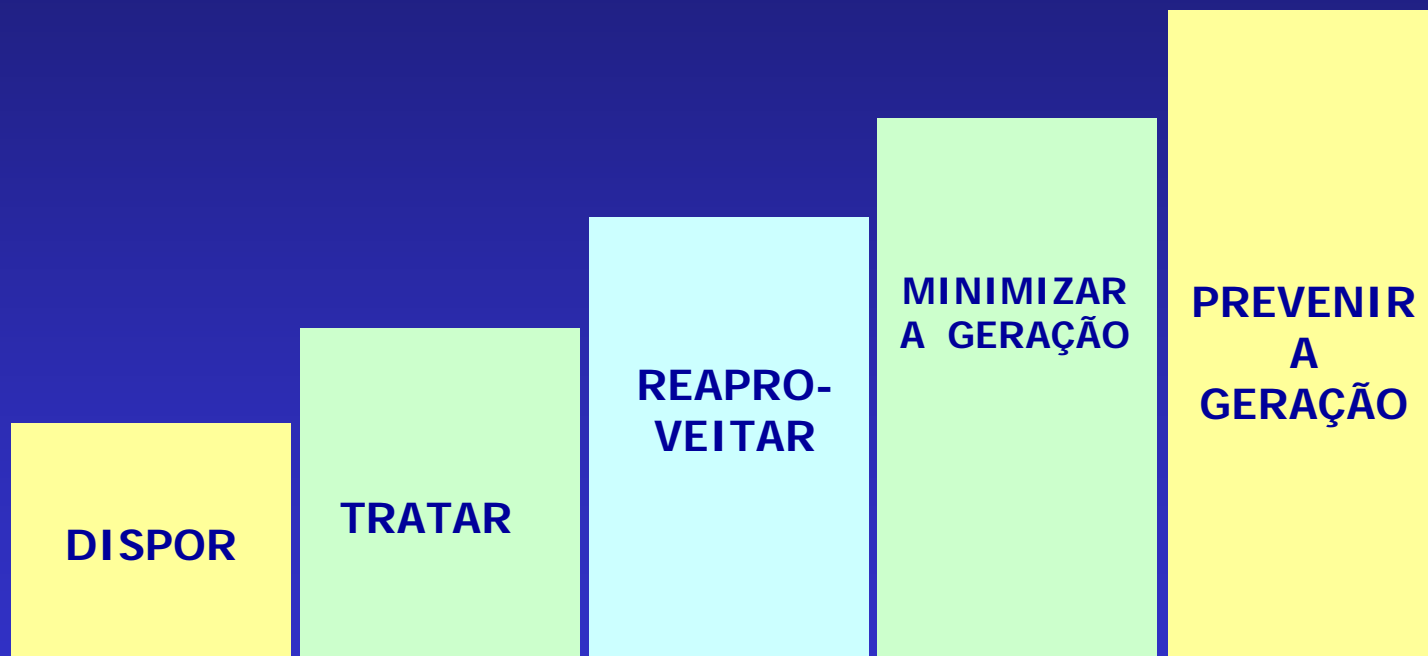 DISPOR
TRATAR
REAPRO-
VEITAR
MINIMIZAR
A GERAÇÃO
PREVENIR
A
GERAÇÃO